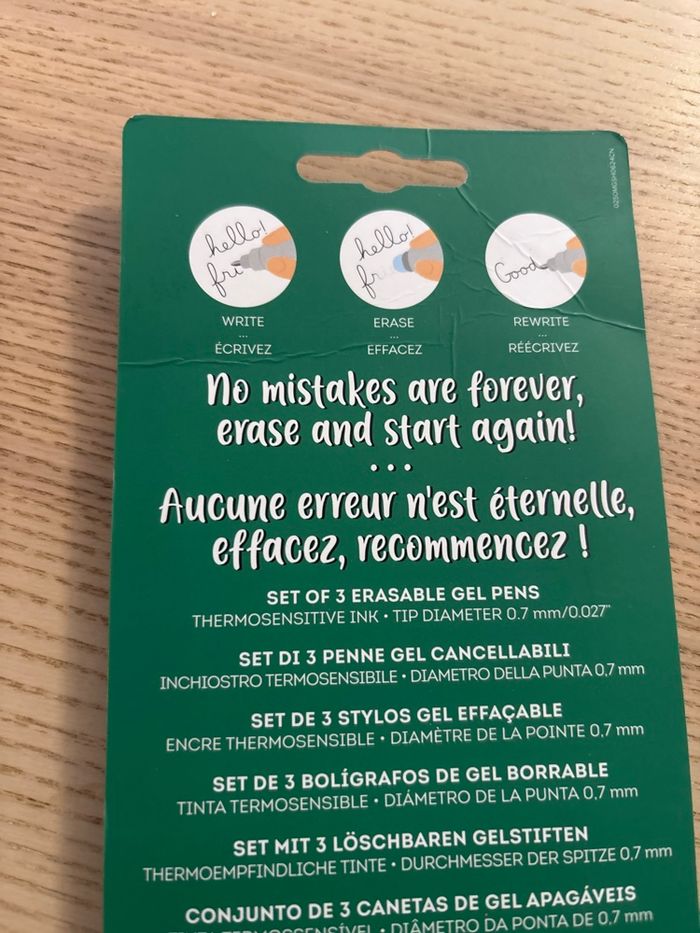 0250MGSH0624CN
hello!
fri
hello!
fr
Good
WRITE
...
ÉCRIVEZ
ERASE
...
EFFACEZ
REWRITE
...
RÉÉCRIVEZ
No mistakes are forever,
erase and start again!
...
Aucune erreur n'est éternelle,
effacez, recommencez !
SET OF 3 ERASABLE GEL PENS
THERMOSENSITIVE INK • TIP DIAMETER 0.7 mm/0.027"
SET DI 3 PENNE GEL CANCELLABILI
INCHIOSTRO TERMOSENSIBILE • DIAMETRO DELLA PUNTA 0,7 mm
SET DE 3 STYLOS GEL EFFAÇABLE
ENCRE THERMOSENSIBLE • DIAMÈTRE DE LA POINTE 0,7 mm
SET DE 3 BOLÍGRAFOS DE GEL BORRABLE
TINTA TERMOSENSIBLE • DIÁMETRO DE LA PUNTA 0,7 mm
SET MIT 3 LÖSCHBAREN GELSTIFTEN
THERMOEMPFINDLICHE TINTE • DURCHMESSER DER SPITZE 0,7 mm
CONJUNTO DE 3 CANETAS DE GEL APAGÁVEIS
TINTA TERMOSSENSÍVEL • DIÂMETRO DA PONTA DE 0,7 mm